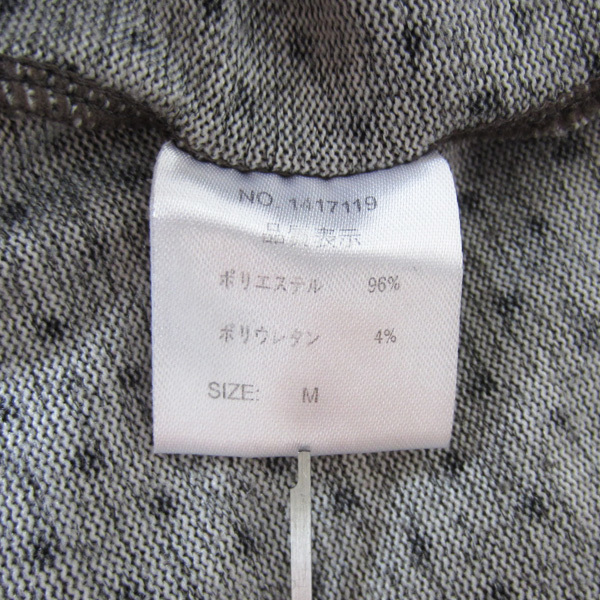 NO. 1417119
品質表示
ポリエステル 96%
ポリウレタン 4%
SIZE: M